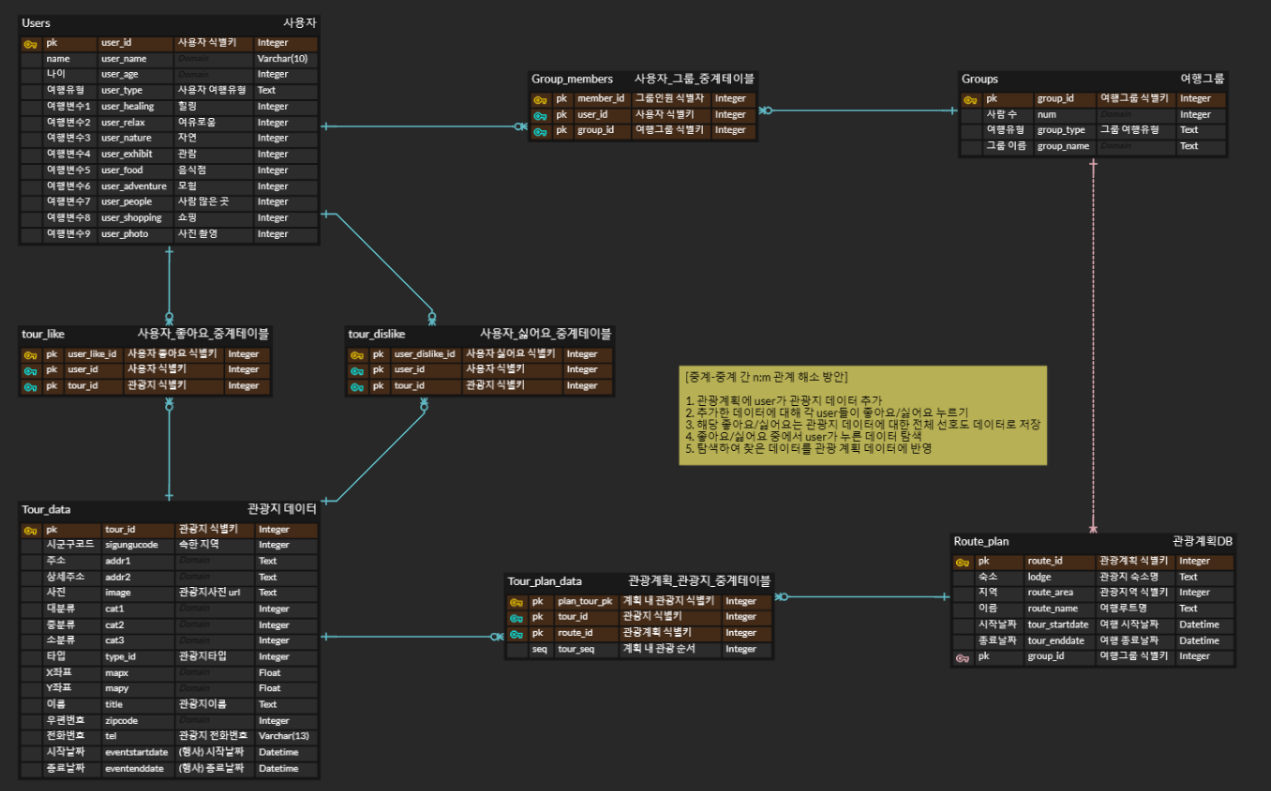 Users 사용자
pk user_id 사용자 식별키 Integer
name user_name Domain Varchar(10)
나이 user_age Domain Integer
여행유형 user_type 사용자 여행유형 Text
여행변수1 user_healing 힐링 Integer
여행변수2 user_relax 여유로움 Integer
여행변수3 user_nature 자연 Integer
여행변수4 user_exhibit 관람 Integer
여행변수5 user_food 음식점 Integer
여행변수6 user_adventure 모험 Integer
여행변수7 user_people 사람 많은 곳 Integer
여행변수8 user_shopping 쇼핑 Integer
여행변수9 user_photo 사진 촬영 Integer
Group_members 사용자_그룹_중계테이블
pk member_id 그룹인원 식별자 Integer
pk user_id 사용자 식별키 Integer
pk group_id 여행그룹 식별키 Integer
Groups 여행그룹
pk group_id 여행그룹 식별키 Integer
사람 수 num Domain Integer
여행유형 group_type 그룹 여행유형 Text
그룹 이름 group_name Domain Text
tour_like 사용자_좋아요_중계테이블
pk user_like_id 사용자 좋아요 식별키 Integer
pk user_id 사용자 식별키 Integer
pk tour_id 관광지 식별키 Integer
tour_dislike 사용자_싫어요_중계테이블
pk user_dislike_id 사용자 싫어요 식별키 Integer
pk user_id 사용자 식별키 Integer
pk tour_id 관광지 식별키 Integer
[중계-중계 간 n:m 관계 해소 방안]
1. 관광계획에 user가 관광지 데이터 추가
2. 추가한 데이터에 대해 각 user들이 좋아요/싫어요 누르기
3. 해당 좋아요/싫어요는 관광지 데이터에 대한 전체 선호도 데이터로 저장
4. 좋아요/싫어요 중에서 user가 누른 데이터 탐색
5. 탐색하여 찾은 데이터를 관광 계획 데이터에 반영
Tour_data 관광지 데이터
pk tour_id 관광지 식별키 Integer
시군구코드 sigungucode 속한 지역 Integer
주소 addr1 Domain Text
상세주소 addr2 Domain Text
사진 image 관광지사진 url Text
대분류 cat1 Domain Integer
중분류 cat2 Domain Integer
소분류 cat3 Domain Integer
타입 type_id 관광지타입 Integer
X좌표 mapx Domain Float
Y좌표 mapy Domain Float
이름 title 관광지이름 Text
우편번호 zipcode Domain Integer
전화번호 tel 관광지 전화번호 Varchar(13)
시작날짜 eventstartdate (행사) 시작날짜 Datetime
종료날짜 eventenddate (행사) 종료날짜 Datetime
Tour_plan_data 관광계획_관광지_중계테이블
pk plan_tour_pk 계획 내 관광지 식별키 Integer
pk tour_id 관광지 식별키 Integer
pk route_id 관광계획 식별키 Integer
seq tour_seq 계획 내 관광 순서 Integer
Route_plan 관광계획DB
pk route_id 관광계획 식별키 Integer
숙소 lodge 관광지 숙소명 Text
지역 route_area 관광지역 식별키 Integer
이름 route_name 여행루트명 Text
시작날짜 tour_startdate 여행 시작날짜 Datetime
종료날짜 tour_enddate 여행 종료날짜 Datetime
pk group_id 여행그룹 식별키 Integer